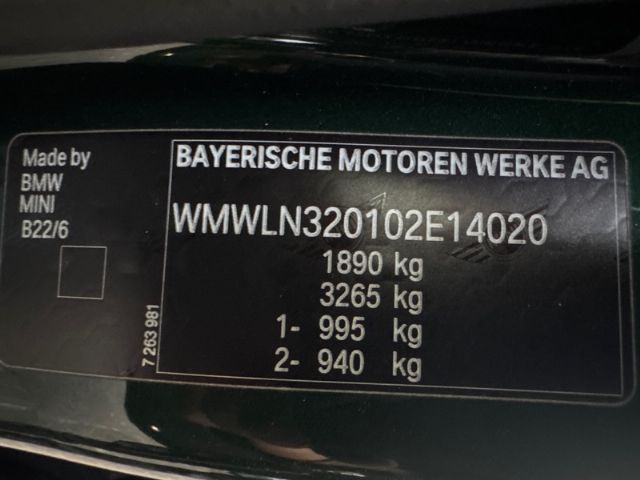 Made by
BMW
MINI
B22/6
7 263 981
BAYERISCHE MOTOREN WERKE AG
WMWLN320102E14020
1890 kg
3265 kg
1- 995 kg
2- 940 kg